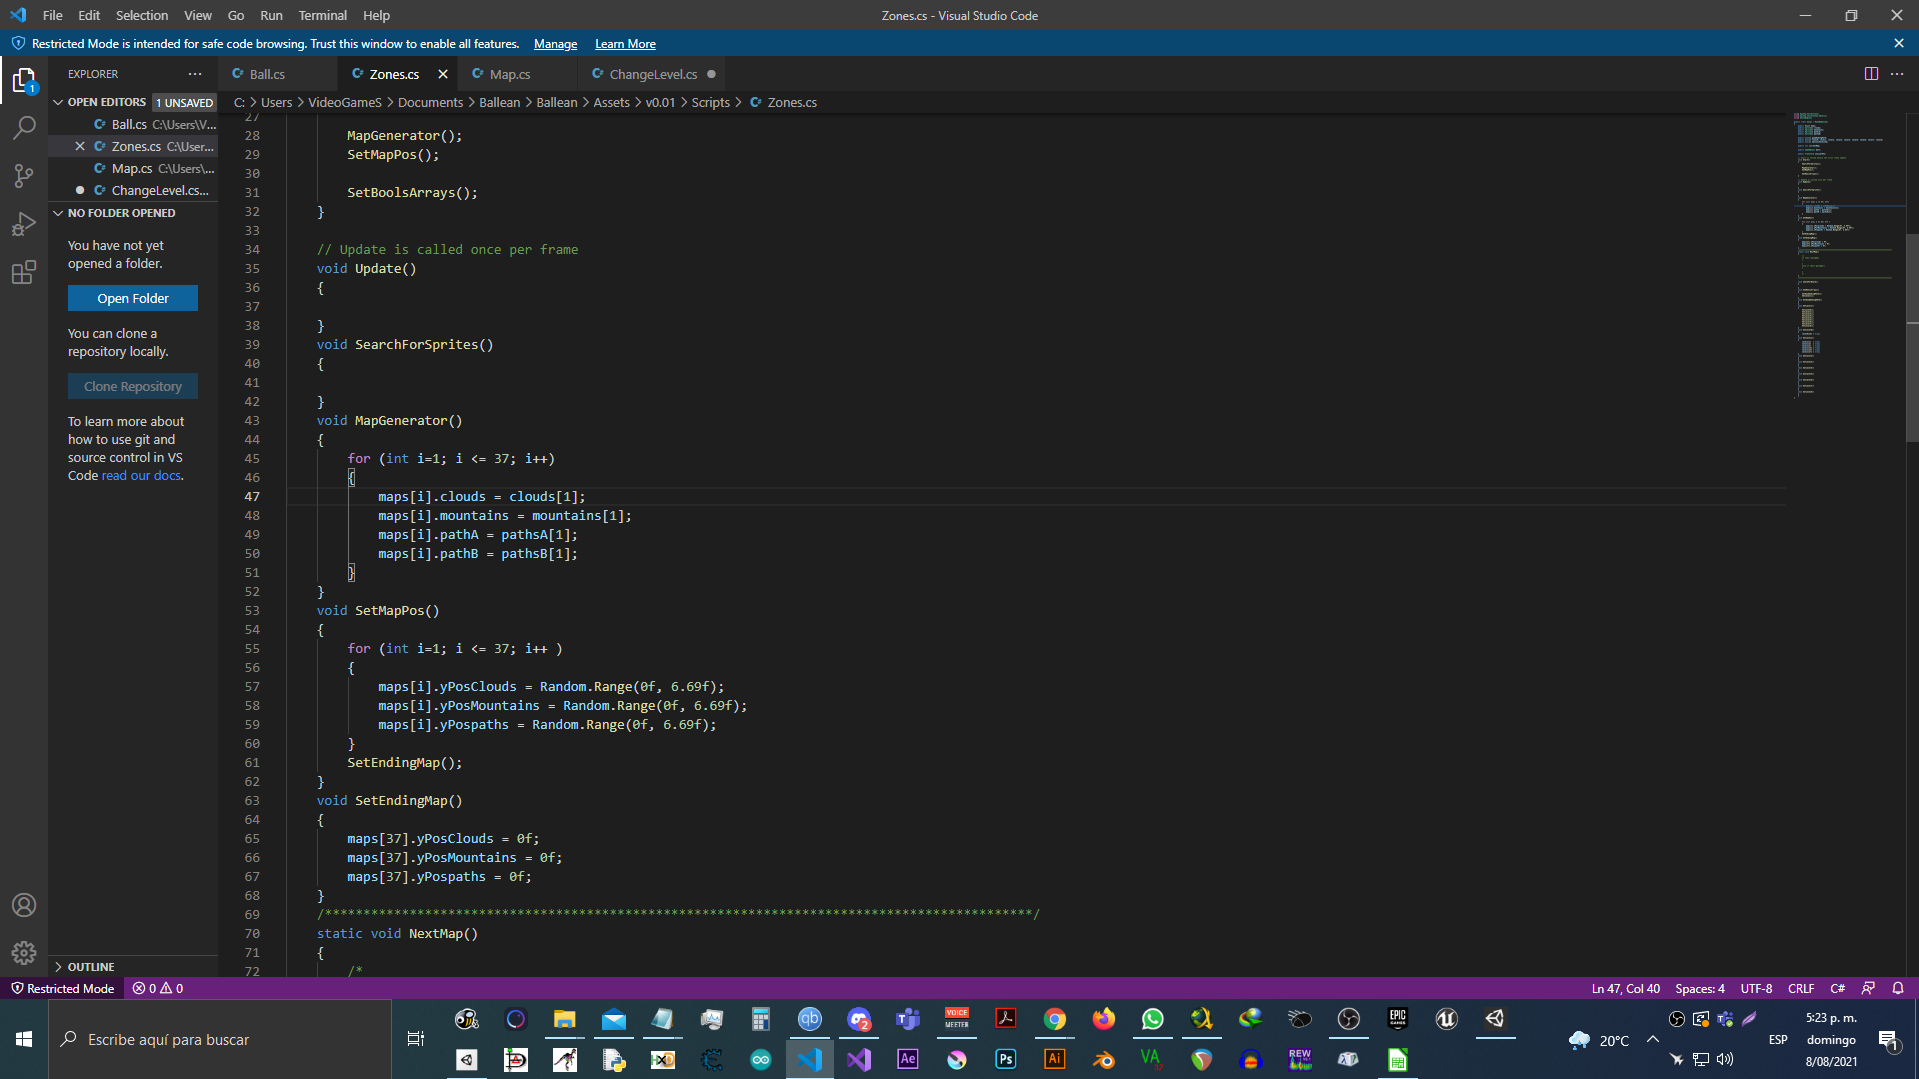 File Edit Selection View Go Run Terminal Help Zones.cs - Visual Studio Code
Restricted Mode is intended for safe code browsing. Trust this window to enable all features. Manage Learn More
EXPLORER Ball.cs Zones.cs Map.cs ChangeLevel.cs
OPEN EDITORS 1 UNSAVED
C: > Users > VideoGameS > Documents > Ballean > Ballean > Assets > v0.01 > Scripts > Zones.cs
Ball.cs C:\Users\V...
Zones.cs C:\User...
Map.cs C:\Users\...
ChangeLevel.cs...
NO FOLDER OPENED
You have not yet
opened a folder.
Open Folder
You can clone a
repository locally.
Clone Repository
To learn more about
how to use git and
source control in VS
Code read our docs.
OUTLINE
27
28 MapGenerator();
29 SetMapPos();
30
31 SetBoolsArrays();
32 }
33
34 // Update is called once per frame
35 void Update()
36 {
37
38 }
39 void SearchForSprites()
40 {
41
42 }
43 void MapGenerator()
44 {
45 for (int i=1; i <= 37; i++)
46 {
47 maps[i].clouds = clouds[1];
48 maps[i].mountains = mountains[1];
49 maps[i].pathA = pathsA[1];
50 maps[i].pathB = pathsB[1];
51 }
52 }
53 void SetMapPos()
54 {
55 for (int i=1; i <= 37; i++ )
56 {
57 maps[i].yPosClouds = Random.Range(0f, 6.69f);
58 maps[i].yPosMountains = Random.Range(0f, 6.69f);
59 maps[i].yPospaths = Random.Range(0f, 6.69f);
60 }
61 SetEndingMap();
62 }
63 void SetEndingMap()
64 {
65 maps[37].yPosClouds = 0f;
66 maps[37].yPosMountains = 0f;
67 maps[37].yPospaths = 0f;
68 }
69 /********************************************************************************************/
70 static void NextMap()
71 {
72 /*
Restricted Mode 0 0 Ln 47, Col 40 Spaces: 4 UTF-8 CRLF C#
Escribe aquí para buscar
20°C
ESP
5:23 p. m.
domingo
8/08/2021